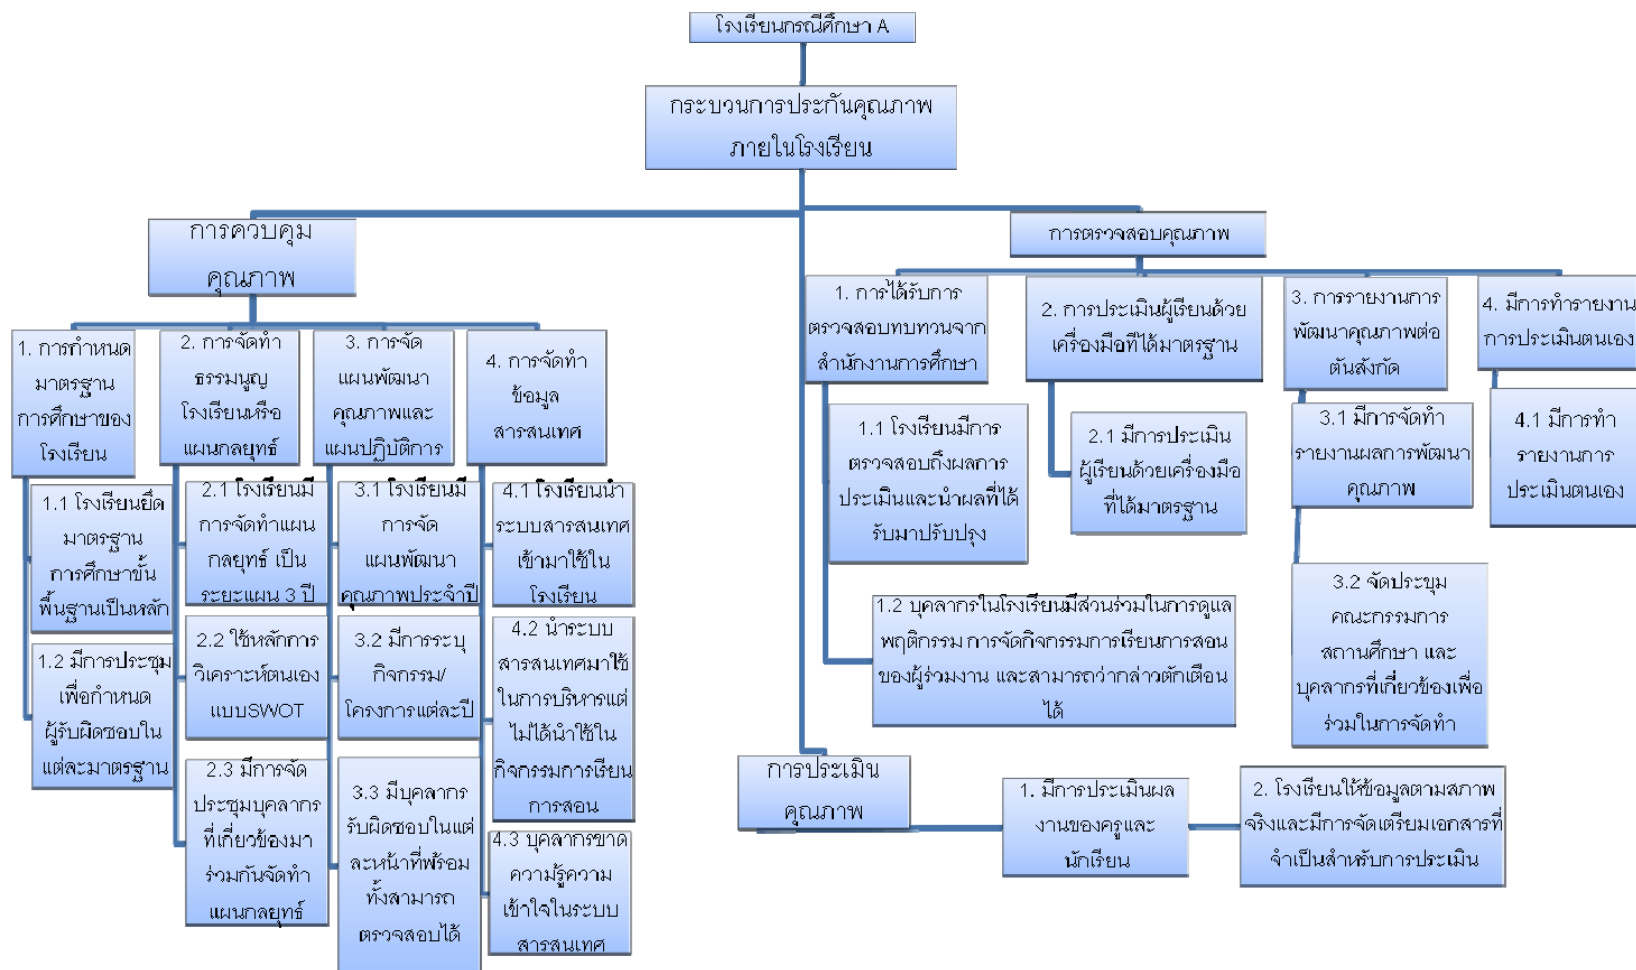 โรงเรียนกรณีศึกษา A
กระบวนการประกันคุณภาพ
ภายในโรงเรียน
การควบคุม
คุณภาพ
1. การกำหนด
มาตรฐาน
การศึกษาของ
โรงเรียน
1.1 โรงเรียนยึด
มาตรฐาน
การศึกษาขั้น
พื้นฐานเป็นหลัก
1.2 มีการประชุม
เพื่อกำหนด
ผู้รับผิดชอบใน
แต่ละมาตรฐาน
2. การจัดทำ
ธรรมนูญ
โรงเรียนหรือ
แผนกลยุทธ์
2.1 โรงเรียนมี
การจัดทำแผน
กลยุทธ์ เป็น
ระยะแผน 3 ปี
2.2 ใช้หลักการ
วิเคราะห์ตนเอง
แบบSWOT
2.3 มีการจัด
ประชุมบุคลากร
ที่เกี่ยวข้องมา
ร่วมกันจัดทำ
แผนกลยุทธ์
3. การจัด
แผนพัฒนา
คุณภาพและ
แผนปฏิบัติการ
3.1 โรงเรียนมี
การจัด
แผนพัฒนา
คุณภาพประจำปี
3.2 มีการระบุ
กิจกรรม/
โครงการแต่ละปี
3.3 มีบุคลากร
รับผิดชอบในแต่
ละหน้าที่พร้อม
ทั้งสามารถ
ตรวจสอบได้
4. การจัดทำ
ข้อมูล
สารสนเทศ
4.1 โรงเรียนนำ
ระบบสารสนเทศ
เข้ามาใช้ใน
โรงเรียน
4.2 นำระบบ
สารสนเทศมาใช้
ในการบริหารแต่
ไม่ได้นำใช้ใน
กิจกรรมการเรียน
การสอน
4.3 บุคลากรขาด
ความรู้ความ
เข้าใจในระบบ
สารสนเทศ
การตรวจสอบคุณภาพ
1. การได้รับการ
ตรวจสอบทบทวนจาก
สำนักงานการศึกษา
1.1 โรงเรียนมีการ
ตรวจสอบถึงผลการ
ประเมินและนำผลที่ได้
รับมาปรับปรุง
1.2 บุคลากรในโรงเรียนมีส่วนร่วมในการดูแล
พฤติกรรม การจัดกิจกรรมการเรียนการสอน
ของผู้ร่วมงาน และสามารถว่ากล่าวตักเตือน
ได้
2. การประเมินผู้เรียนด้วย
เครื่องมือที่ได้มาตรฐาน
2.1 มีการประเมิน
ผู้เรียนด้วยเครื่องมือ
ที่ได้มาตรฐาน
3. การรายงานการ
พัฒนาคุณภาพต่อ
ต้นสังกัด
3.1 มีการจัดทำ
รายงานผลการพัฒนา
คุณภาพ
3.2 จัดประชุม
คณะกรรมการ
สถานศึกษา และ
บุคลากรที่เกี่ยวข้องเพื่อ
ร่วมในการจัดทำ
4. มีการทำรายงาน
การประเมินตนเอง
4.1 มีการทำ
รายงานการ
ประเมินตนเอง
การประเมิน
คุณภาพ
1. มีการประเมินผล
งานของครูและ
นักเรียน
2. โรงเรียนให้ข้อมูลตามสภาพ
จริงและมีการจัดเตรียมเอกสารที่
จำเป็นสำหรับการประเมิน